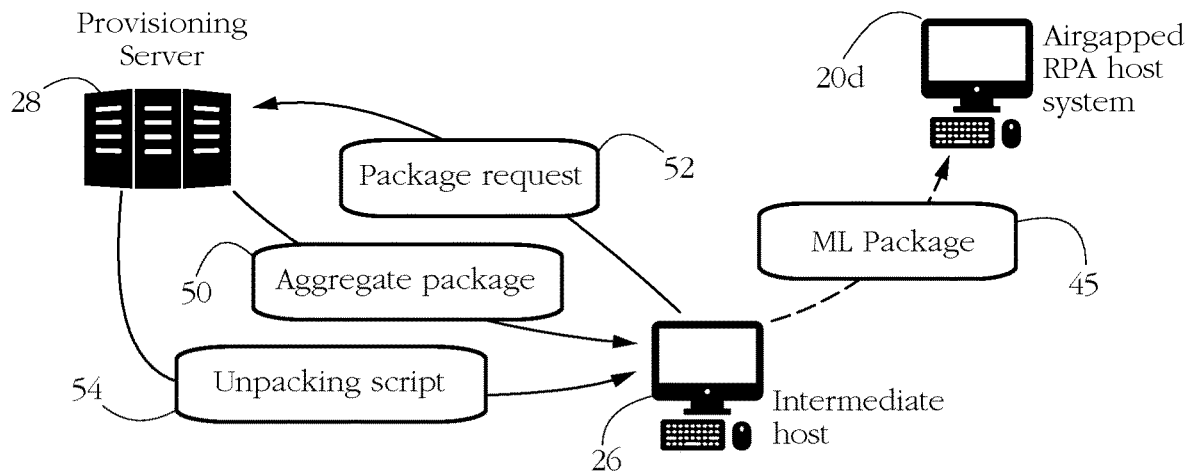 Provisioning
Server
28
Airgapped
RPA host
system
20d
Package request
52
ML Package
45
Aggregate package
50
Unpacking script
54
Intermediate
host
26